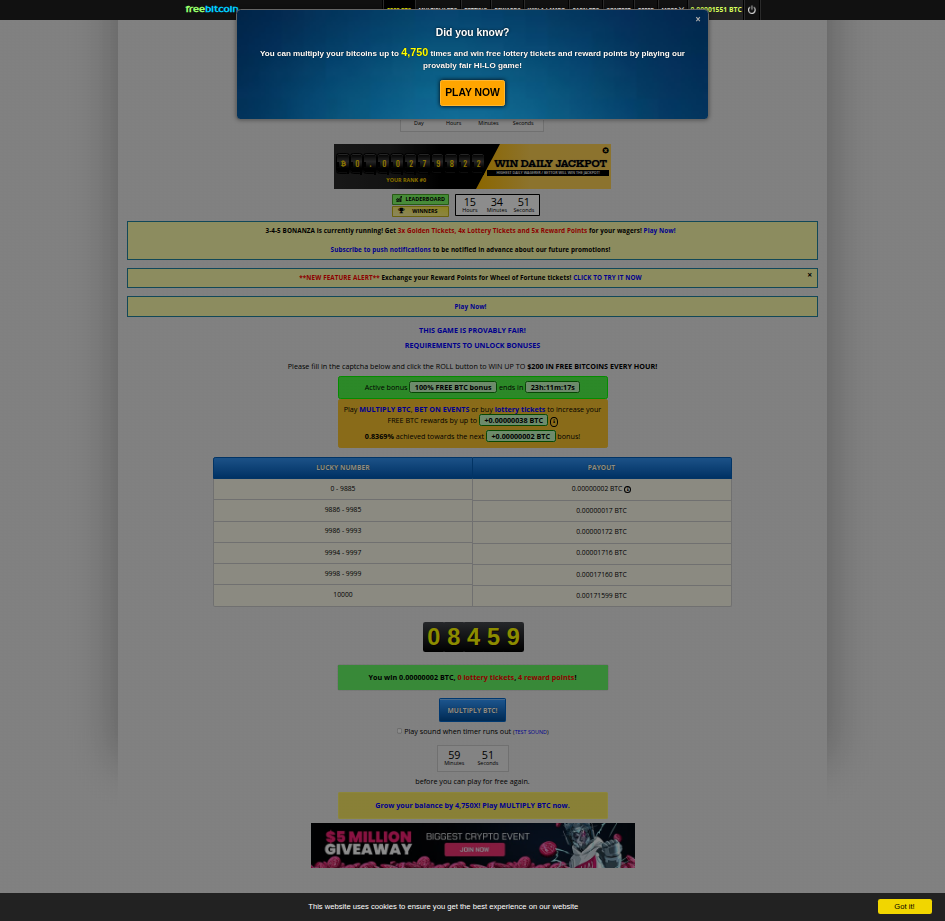 freebitcoin
0.00001551 BTC
×
Did you know?
You can multiply your bitcoins up to 4,750 times and win free lottery tickets and reward points by playing our
provably fair HI-LO game!
PLAY NOW
Day Hours Minutes Seconds
WIN DAILY JACKPOT
YOUR RANK #0
LEADERBOARD
WINNERS
15 34 51
Hours Minutes Seconds
3-4-5 BONANZA is currently running! Get 3x Golden Tickets, 4x Lottery Tickets and 5x Reward Points for your wagers! Play Now!
Subscribe to push notifications to be notified in advance about our future promotions!
**NEW FEATURE ALERT** Exchange your Reward Points for Wheel of Fortune tickets! CLICK TO TRY IT NOW
×
Play Now!
THIS GAME IS PROVABLY FAIR!
REQUIREMENTS TO UNLOCK BONUSES
Please fill in the captcha below and click the ROLL button to WIN UP TO $200 IN FREE BITCOINS EVERY HOUR!
Active bonus 100% FREE BTC bonus ends in 23h:11m:17s
Play MULTIPLY BTC, BET ON EVENTS or buy lottery tickets to increase your
FREE BTC rewards by up to +0.00000038 BTC
0.8369% achieved towards the next +0.00000002 BTC bonus!
LUCKY NUMBER PAYOUT
0 - 9885 0.00000002 BTC
9886 - 9985 0.00000017 BTC
9986 - 9993 0.00000172 BTC
9994 - 9997 0.00001716 BTC
9998 - 9999 0.00017160 BTC
10000 0.00171599 BTC
08459
You win 0.00000002 BTC, 0 lottery tickets, 4 reward points!
MULTIPLY BTC!
Play sound when timer runs out (TEST SOUND)
59 51
Minutes Seconds
before you can play for free again.
Grow your balance by 4,750X! Play MULTIPLY BTC now.
$5 MILLION
GIVEAWAY
BIGGEST CRYPTO EVENT
JOIN NOW
This website uses cookies to ensure you get the best experience on our website
Got it!